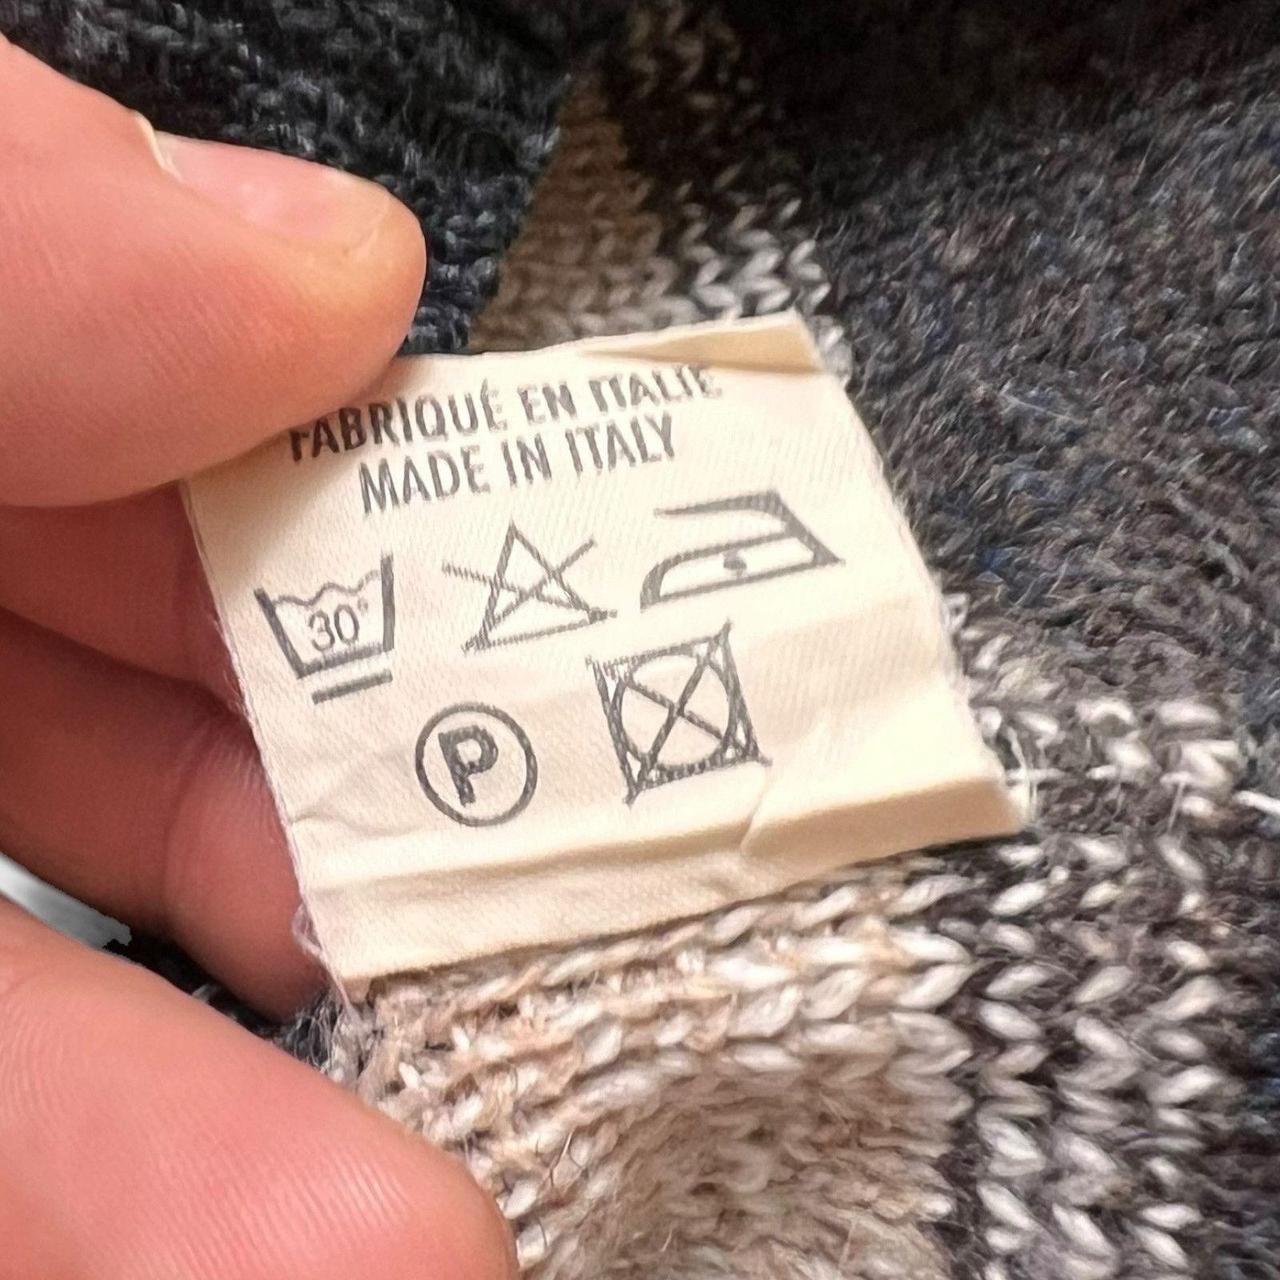 FABRIQUÉ EN ITALIE
MADE IN ITALY
30°
P